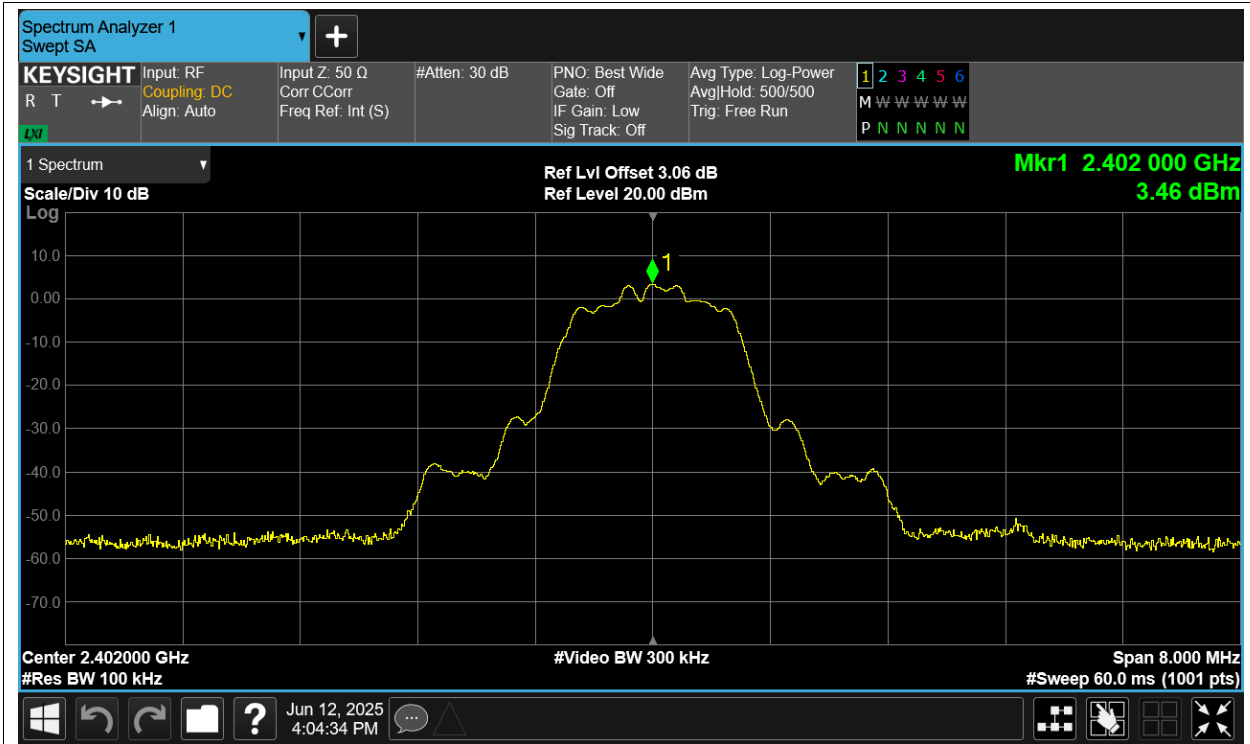 Spectrum Analyzer 1
Swept SA
KEYSIGHT
R T
LXI
Input: RF
Coupling: DC
Align: Auto
Input Z: 50 Ω
Corr CCorr
Freq Ref: Int (S)
#Atten: 30 dB
PNO: Best Wide
Gate: Off
IF Gain: Low
Sig Track: Off
Avg Type: Log-Power
Avg|Hold: 500/500
Trig: Free Run
1 2 3 4 5 6
M W W W W W
P N N N N N
1 Spectrum
Scale/Div 10 dB
Log
Ref Lvl Offset 3.06 dB
Ref Level 20.00 dBm
Mkr1 2.402 000 GHz
3.46 dBm
1
10.0
0.00
-10.0
-20.0
-30.0
-40.0
-50.0
-60.0
-70.0
Center 2.402000 GHz
#Video BW 300 kHz
Span 8.000 MHz
#Res BW 100 kHz
#Sweep 60.0 ms (1001 pts)
?
Jun 12, 2025
4:04:34 PM